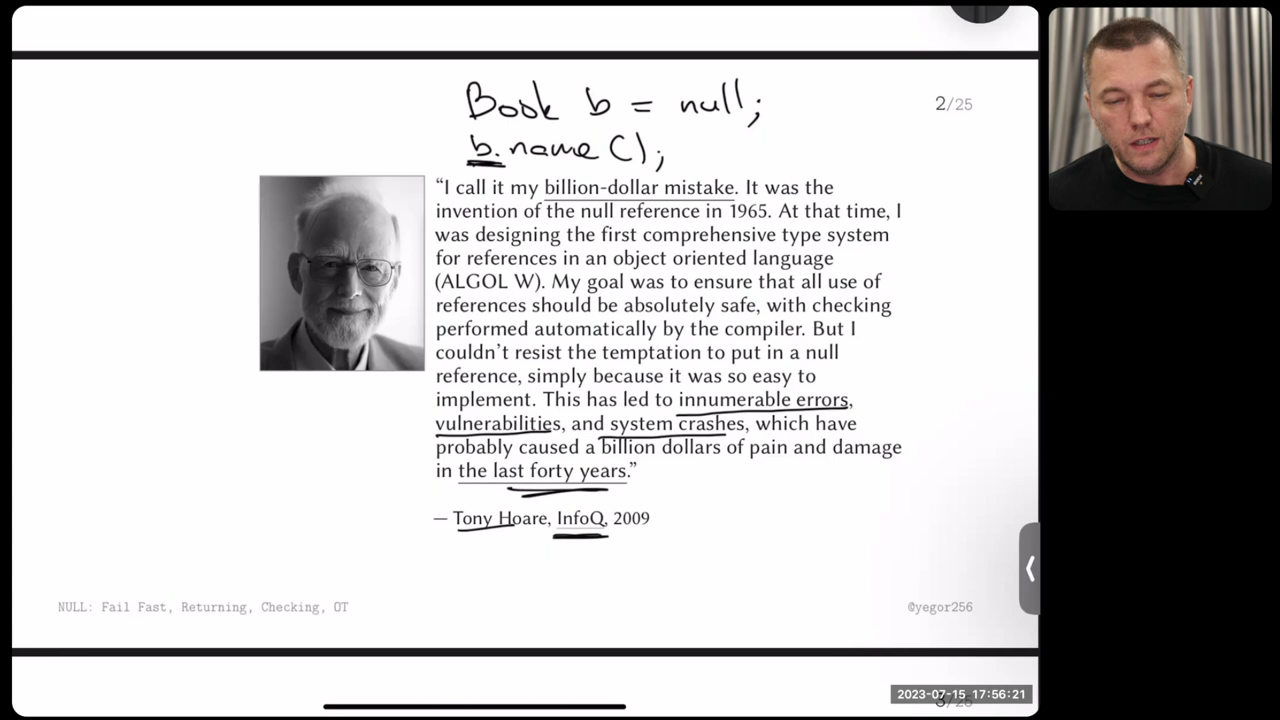 Book b = null;
2/25
b.name();
“I call it my billion-dollar mistake. It was the
invention of the null reference in 1965. At that time, I
was designing the first comprehensive type system
for references in an object oriented language
(ALGOL W). My goal was to ensure that all use of
references should be absolutely safe, with checking
performed automatically by the compiler. But I
couldn’t resist the temptation to put in a null
reference, simply because it was so easy to
implement. This has led to innumerable errors,
vulnerabilities, and system crashes, which have
probably caused a billion dollars of pain and damage
in the last forty years.”
— Tony Hoare, InfoQ, 2009
NULL: Fail Fast, Returning, Checking, OT
@yegor256
2023-07-15 17:56:21
3/25